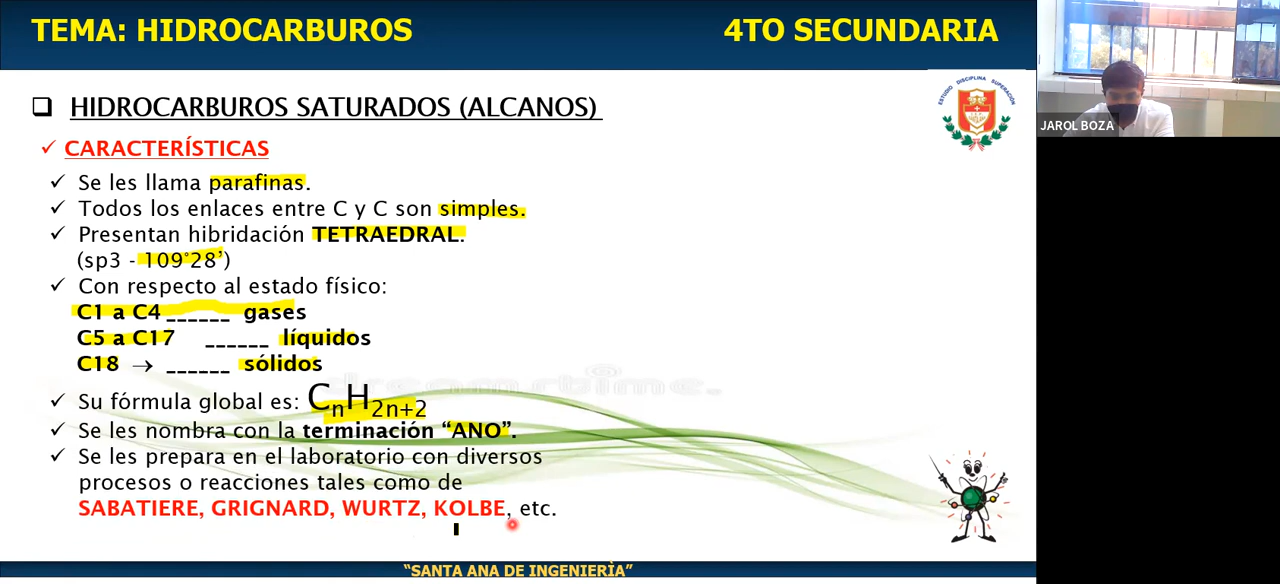 TEMA: HIDROCARBUROS
4TO SECUNDARIA
HIDROCARBUROS SATURADOS (ALCANOS)
ESTUDIO DISCIPLINA SUPERACIÓN
JAROL BOZA
CARACTERÍSTICAS
Se les llama parafinas.
Todos los enlaces entre C y C son simples.
Presentan hibridación TETRAEDRAL.
(sp3 - 109°28’)
Con respecto al estado físico:
C1 a C4 ______ gases
C5 a C17 ______ líquidos
C18 → ______ sólidos
Su fórmula global es: CnH2n+2
Se les nombra con la terminación “ANO”.
Se les prepara en el laboratorio con diversos
procesos o reacciones tales como de
SABATIERE, GRIGNARD, WURTZ, KOLBE, etc.
“SANTA ANA DE INGENIERÌA”